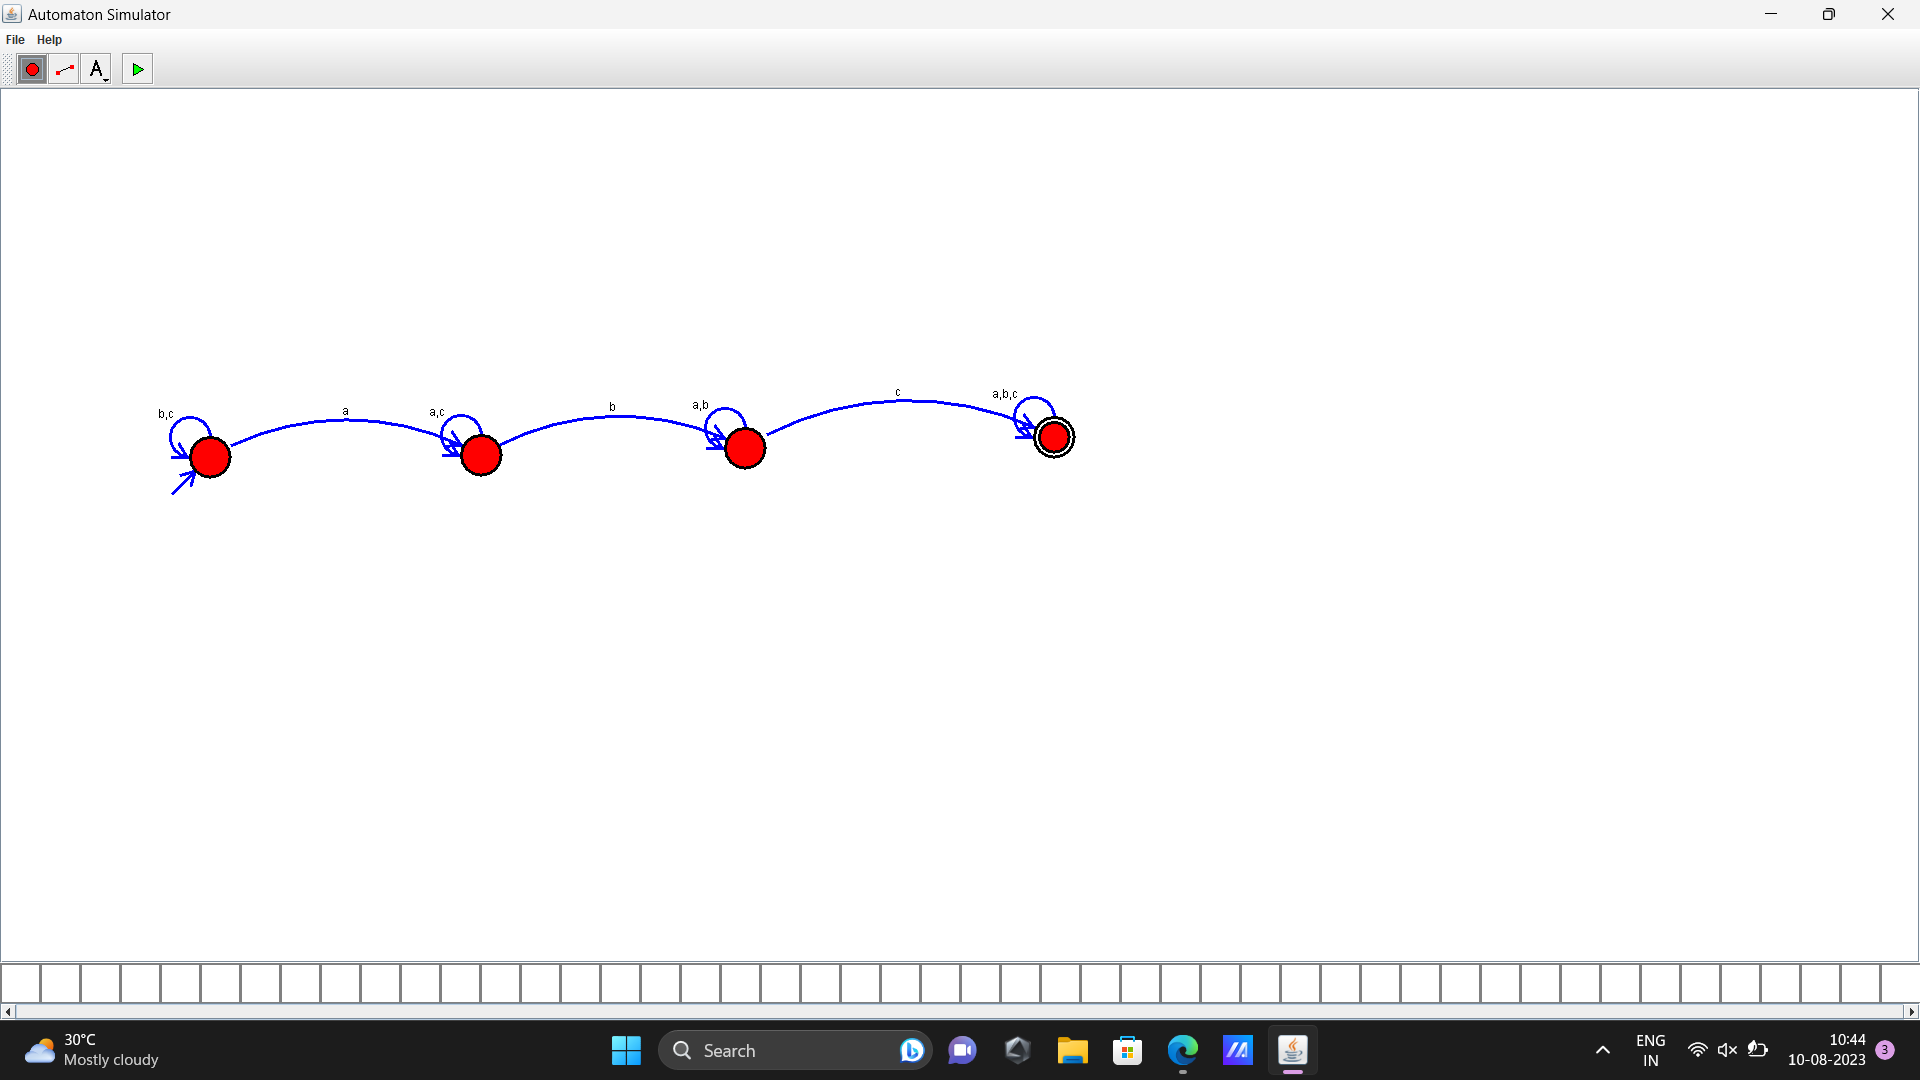 Automaton Simulator
File Help
A
b,c
a
a,c
b
a,b
c
a,b,c
30°C
Mostly cloudy
Search
ENG
IN
10:44
10-08-2023
3